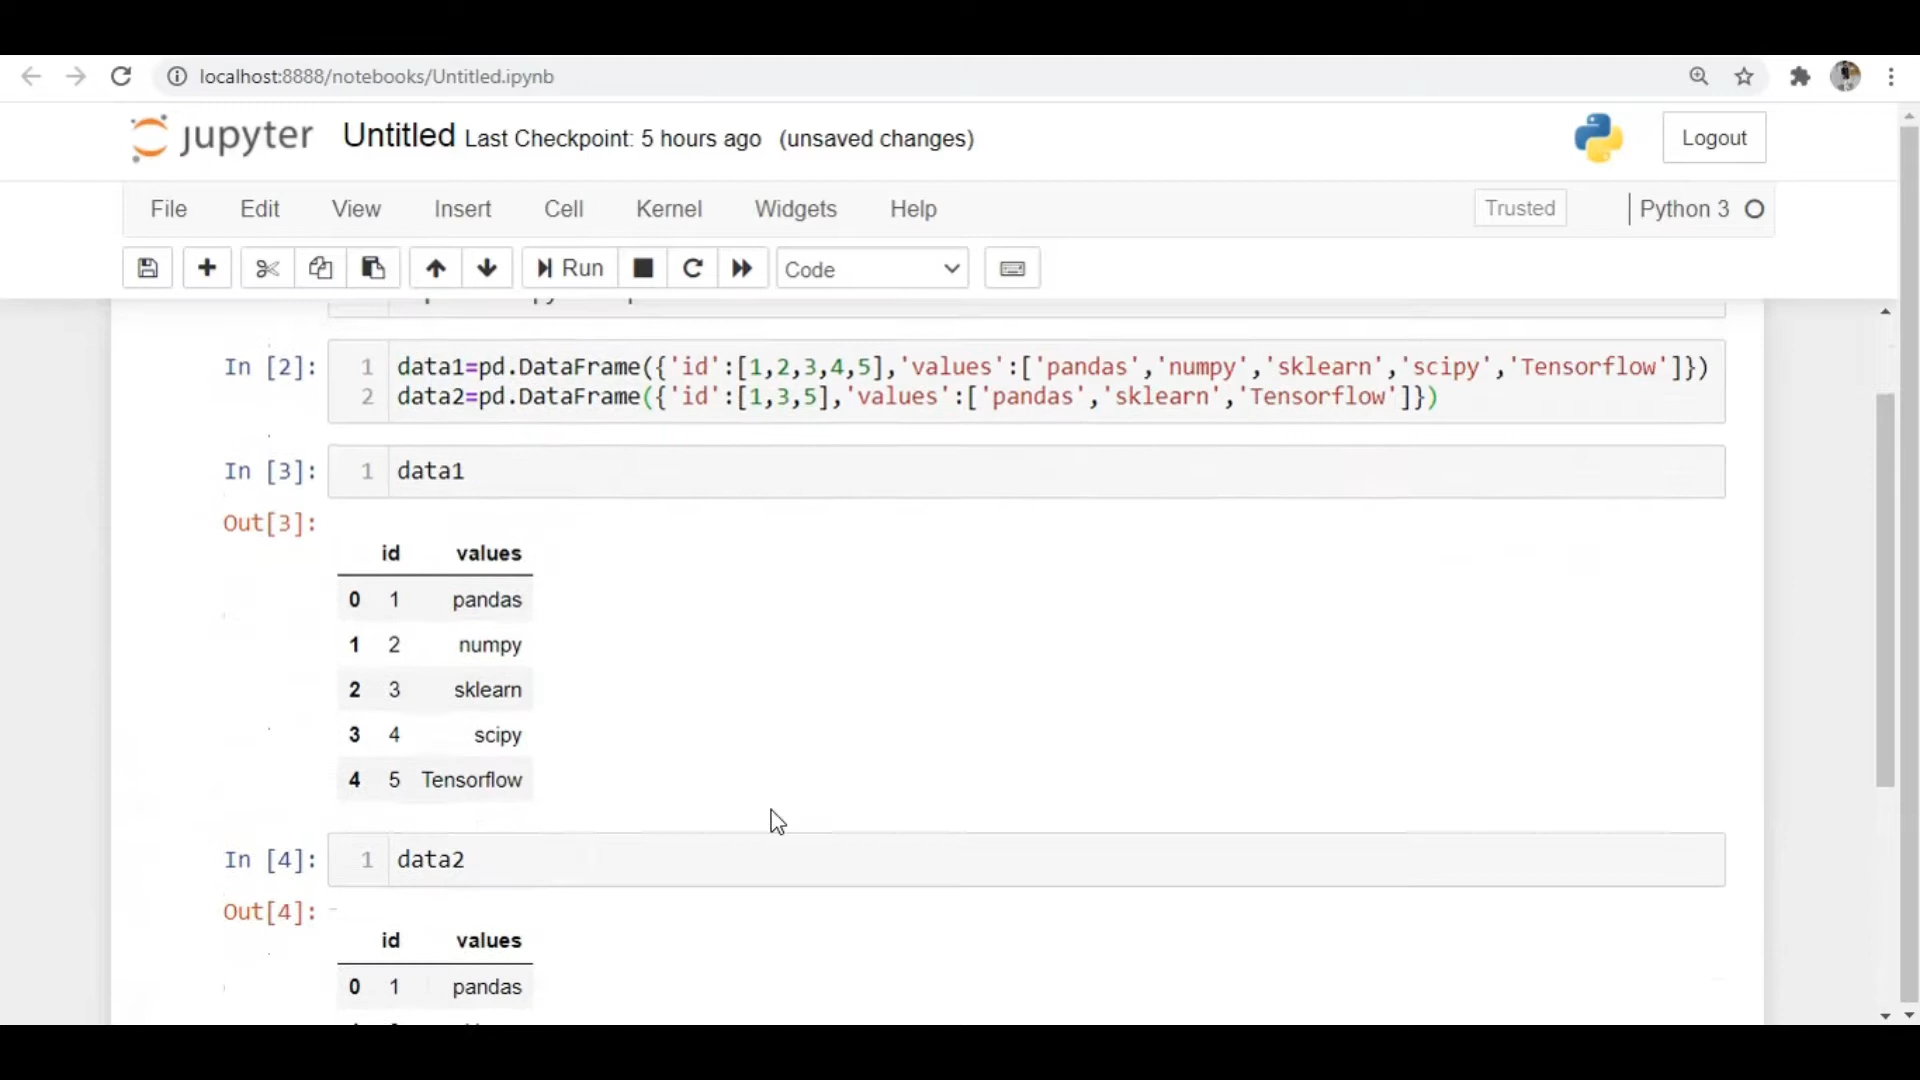 localhost:8888/notebooks/Untitled.ipynb
jupyter Untitled Last Checkpoint: 5 hours ago (unsaved changes)
Logout
File Edit View Insert Cell Kernel Widgets Help Trusted Python 3
Run Code
In [2]: 1 data1=pd.DataFrame({'id':[1,2,3,4,5],'values':['pandas','numpy','sklearn','scipy','Tensorflow']})
2 data2=pd.DataFrame({'id':[1,3,5],'values':['pandas','sklearn','Tensorflow']})
In [3]: 1 data1
Out[3]:
id values
0 1 pandas
1 2 numpy
2 3 sklearn
3 4 scipy
4 5 Tensorflow
In [4]: 1 data2
Out[4]:
id values
0 1 pandas